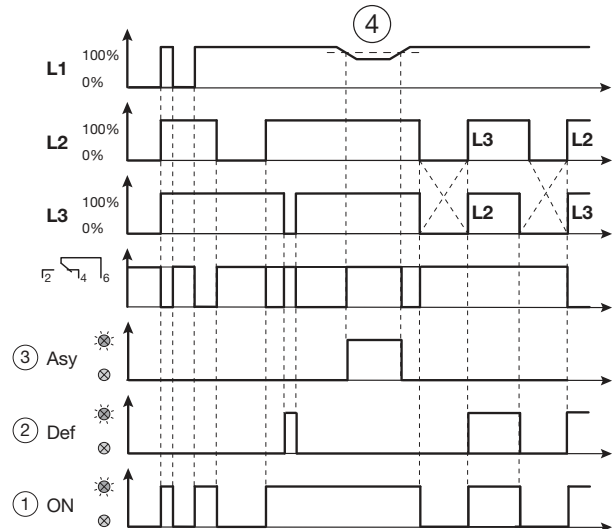 4
L1 100%
0%
L2 100%
0%
L3 L2
L3 100%
0%
L2 L3
2 4 6
3 Asy
2 Def
1 ON